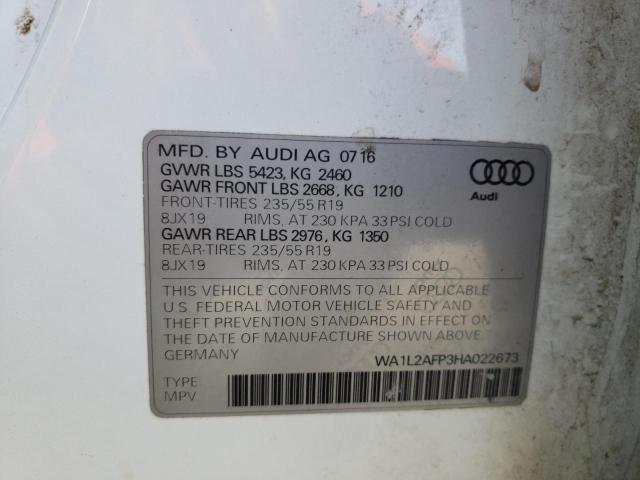 MFD. BY AUDI AG 07 16
GVWR LBS 5423, KG 2460
GAWR FRONT LBS 2668, KG 1210
FRONT-TIRES 235/55 R19
8JX19 RIMS, AT 230 KPA 33 PSI COLD
GAWR REAR LBS 2976, KG 1350
REAR-TIRES 235/55 R19
8JX19 RIMS, AT 230 KPA 33 PSI COLD
Audi
THIS VEHICLE CONFORMS TO ALL APPLICABLE
U.S. FEDERAL MOTOR VEHICLE SAFETY AND
THEFT PREVENTION STANDARDS IN EFFECT ON
THE DATE OF MANUFACTURE SHOWN ABOVE
GERMANY
WA1L2AFP3HA022673
TYPE
MPV